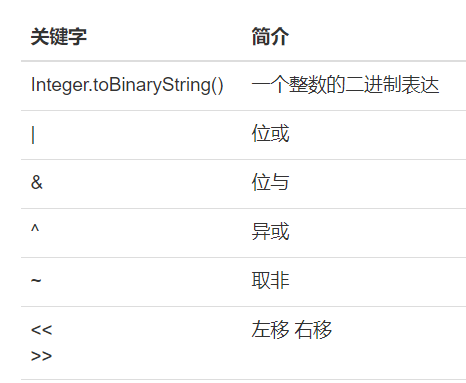 关键字 简介
Integer.toBinaryString() 一个整数的二进制表达
| 位或
& 位与
^ 异或
~ 取非
<< 左移 右移
>>